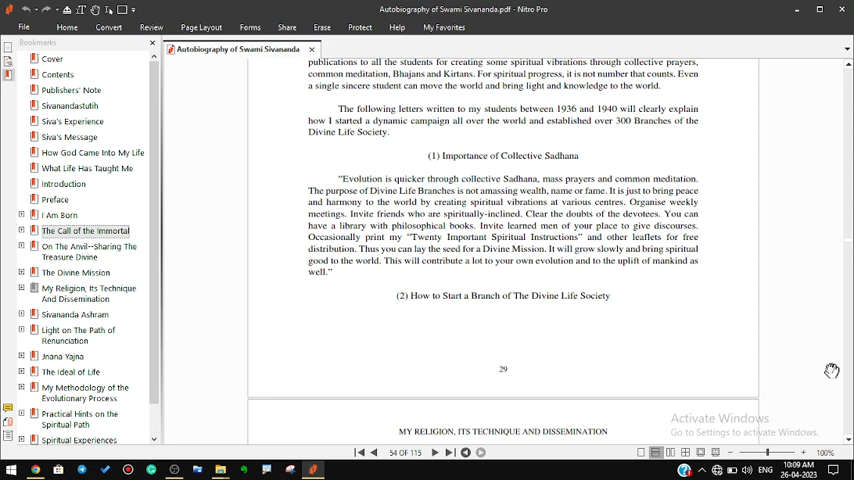 Autobiography of Swami Sivananda.pdf - Nitro Pro
File Home Convert Review Page Layout Forms Share Erase Protect Help My Favorites
Bookmarks
Autobiography of Swami Sivananda
Cover
Contents
Publishers' Note
Sivanandastutih
Siva's Experience
Siva's Message
How God Came Into My Life
What Life Has Taught Me
Introduction
Preface
I Am Born
The Call of the Immortal
On The Anvil--Sharing The
Treasure Divine
The Divine Mission
My Religion, Its Technique
And Dissemination
Sivananda Ashram
Light on The Path of
Renunciation
Jnana Yajna
The Ideal of Life
My Methodology of the
Evolutionary Process
Practical Hints on the
Spiritual Path
Spiritual Experiences
publications to all the students for creating some spiritual vibrations through collective prayers,
common meditation, Bhajans and Kirtans. For spiritual progress, it is not number that counts. Even
a single sincere student can move the world and bring light and knowledge to the world.
The following letters written to my students between 1936 and 1940 will clearly explain
how I started a dynamic campaign all over the world and established over 300 Branches of the
Divine Life Society.
(1) Importance of Collective Sadhana
"Evolution is quicker through collective Sadhana, mass prayers and common meditation.
The purpose of Divine Life Branches is not amassing wealth, name or fame. It is just to bring peace
and harmony to the world by creating spiritual vibrations at various centres. Organise weekly
meetings. Invite friends who are spiritually-inclined. Clear the doubts of the devotees. You can
have a library with philosophical books. Invite learned men of your place to give discourses.
Occasionally print my "Twenty Important Spiritual Instructions" and other leaflets for free
distribution. Thus you can lay the seed for a Divine Mission. It will grow slowly and bring spiritual
good to the world. This will contribute a lot to your own evolution and to the uplift of mankind as
well."
(2) How to Start a Branch of The Divine Life Society
29
MY RELIGION, ITS TECHNIQUE AND DISSEMINATION
Activate Windows
Go to Settings to activate Windows.
54 OF 115
100%
ENG
10:09 AM
26-04-2023